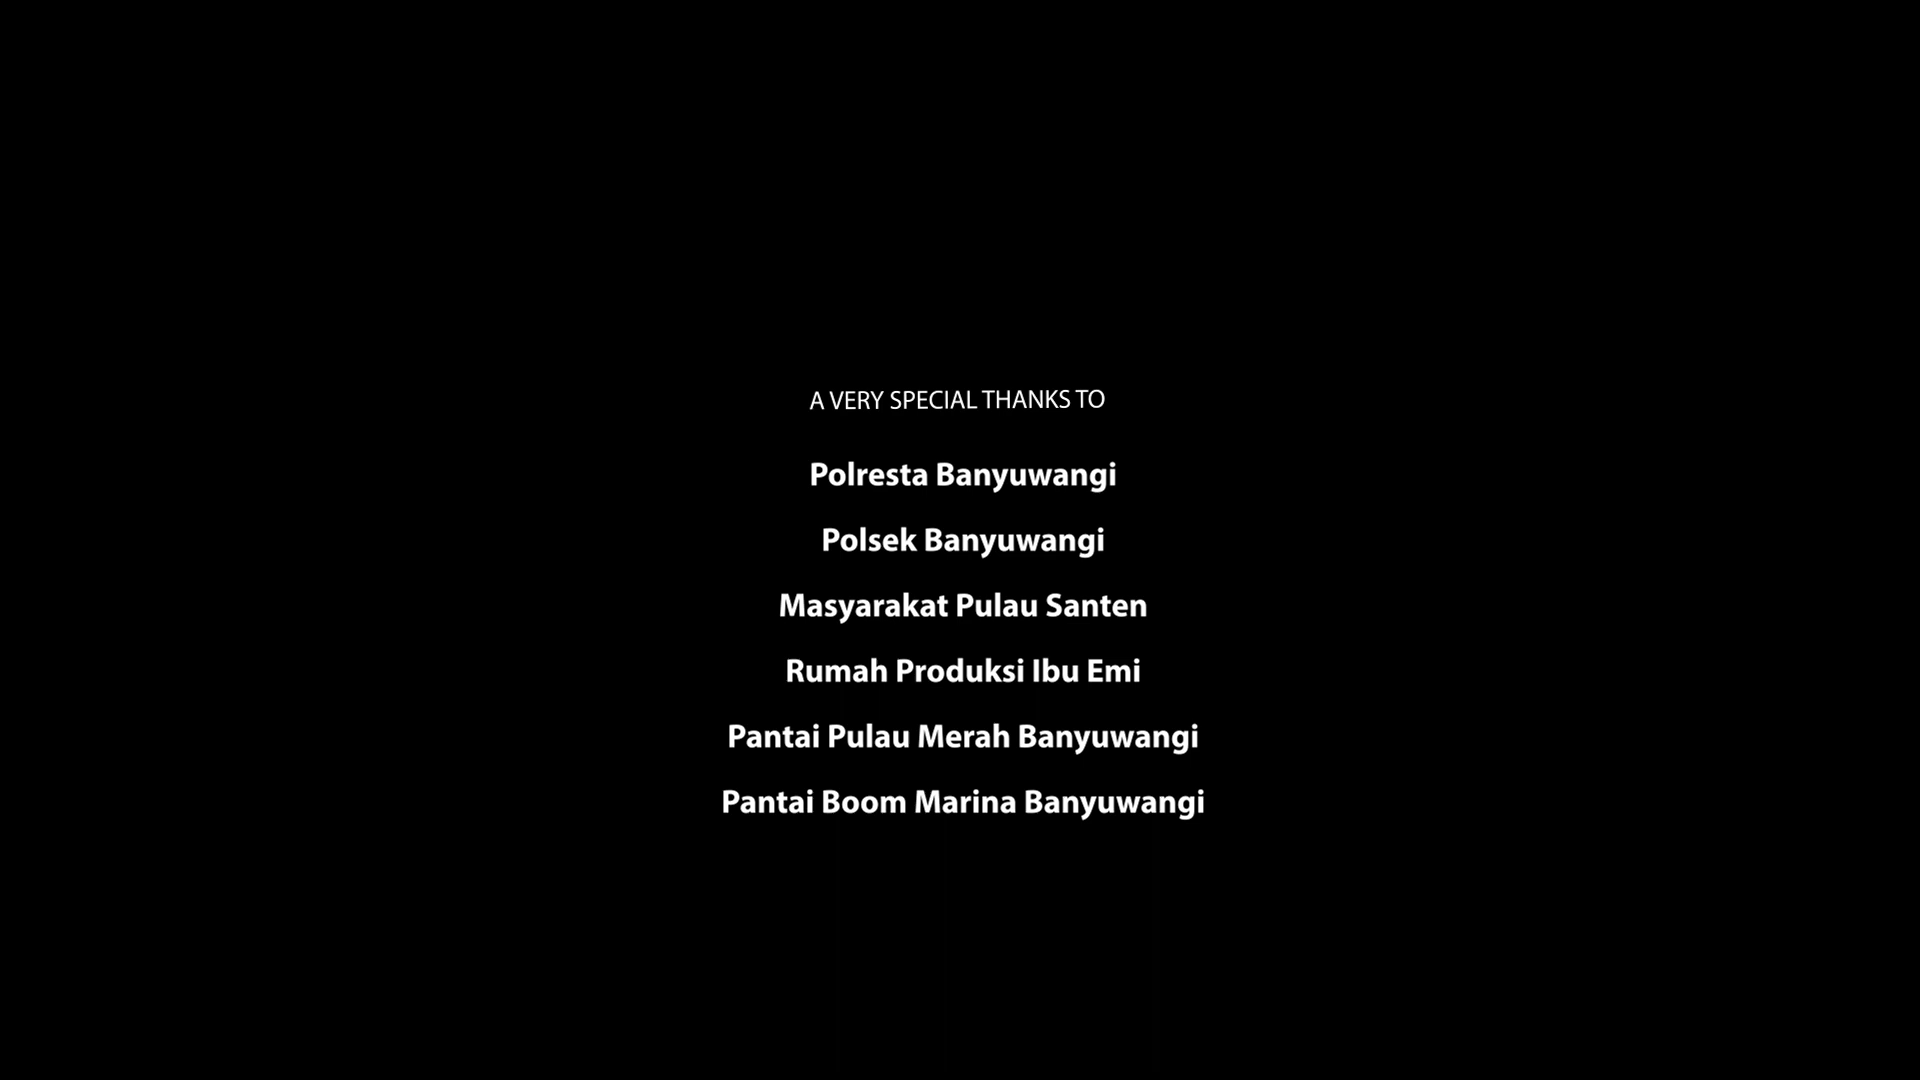 A VERY SPECIAL THANKS TO
Polresta Banyuwangi
Polsek Banyuwangi
Masyarakat Pulau Santen
Rumah Produksi Ibu Emi
Pantai Pulau Merah Banyuwangi
Pantai Boom Marina Banyuwangi